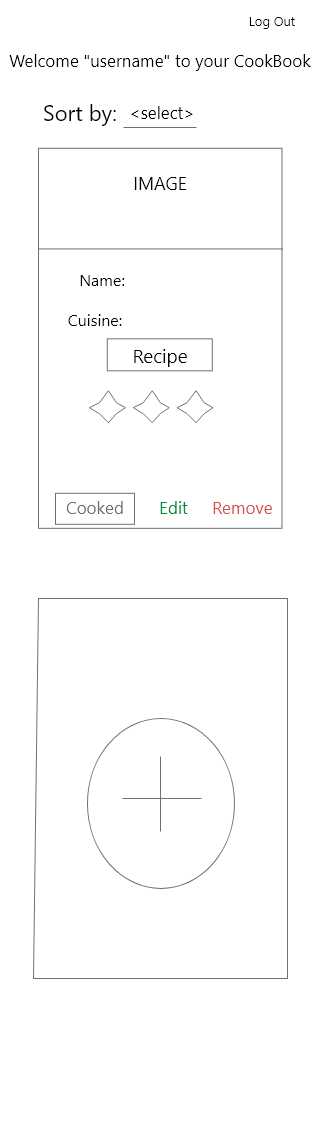 Log Out
Welcome "username" to your CookBook
Sort by: <select>
IMAGE
Name:
Cuisine:
Recipe
Cooked Edit Remove